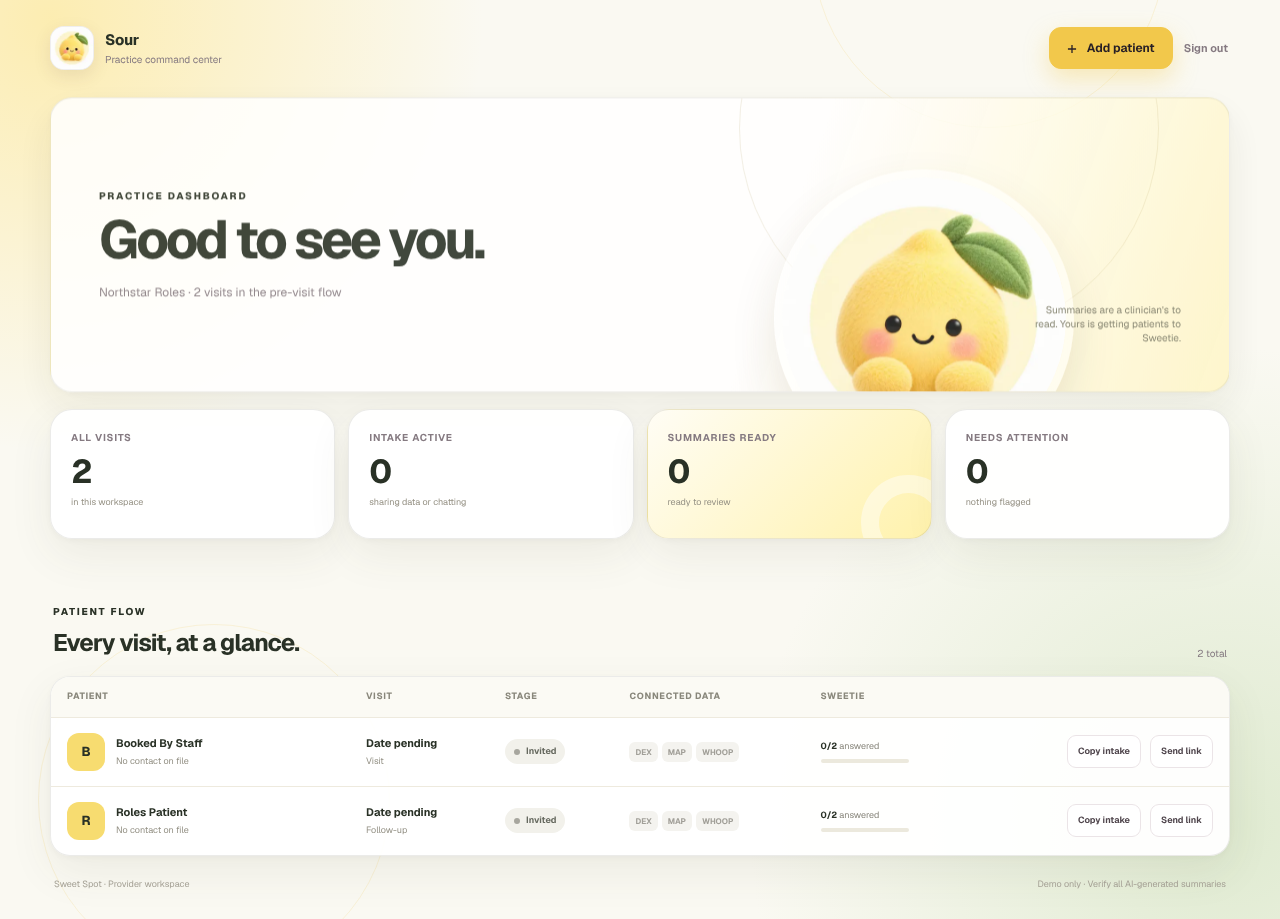 Sour
Practice command center
+ Add patient
Sign out
PRACTICE DASHBOARD
Good to see you.
Northstar Roles · 2 visits in the pre-visit flow
Summaries are a clinician's to
read. Yours is getting patients to
Sweetie.
ALL VISITS
2
in this workspace
INTAKE ACTIVE
0
sharing data or chatting
SUMMARIES READY
0
ready to review
NEEDS ATTENTION
0
nothing flagged
PATIENT FLOW
Every visit, at a glance.
2 total
PATIENT VISIT STAGE CONNECTED DATA SWEETIE
B Booked By Staff
No contact on file
Date pending
Visit
Invited
DEX MAP WHOOP
0/2 answered
Copy intake
Send link
R Roles Patient
No contact on file
Date pending
Follow-up
Invited
DEX MAP WHOOP
0/2 answered
Copy intake
Send link
Sweet Spot · Provider workspace
Demo only · Verify all AI-generated summaries